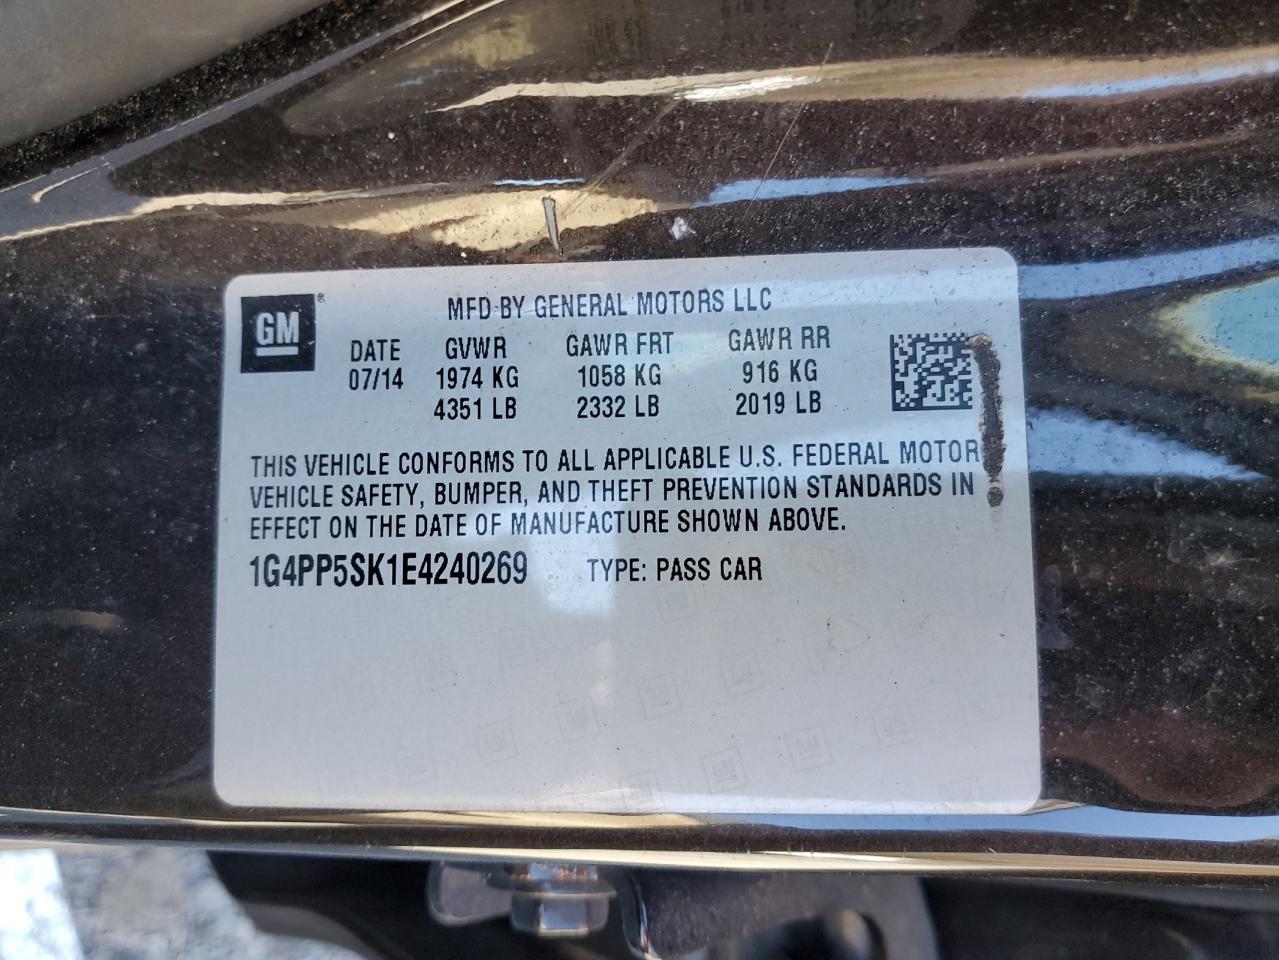 GM®
MFD BY GENERAL MOTORS LLC
DATE GVWR GAWR FRT GAWR RR
07/14 1974 KG 1058 KG 916 KG
4351 LB 2332 LB 2019 LB
THIS VEHICLE CONFORMS TO ALL APPLICABLE U.S. FEDERAL MOTOR
VEHICLE SAFETY, BUMPER, AND THEFT PREVENTION STANDARDS IN
EFFECT ON THE DATE OF MANUFACTURE SHOWN ABOVE.
1G4PP5SK1E4240269 TYPE: PASS CAR